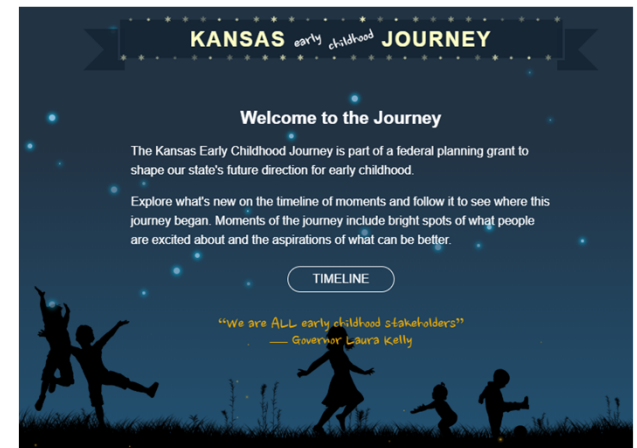 KANSAS early childhood JOURNEY
Welcome to the Journey
The Kansas Early Childhood Journey is part of a federal planning grant to
shape our state's future direction for early childhood.
Explore what's new on the timeline of moments and follow it to see where this
journey began. Moments of the journey include bright spots of what people
are excited about and the aspirations of what can be better.
TIMELINE
“We are ALL early childhood stakeholders”
— Governor Laura Kelly